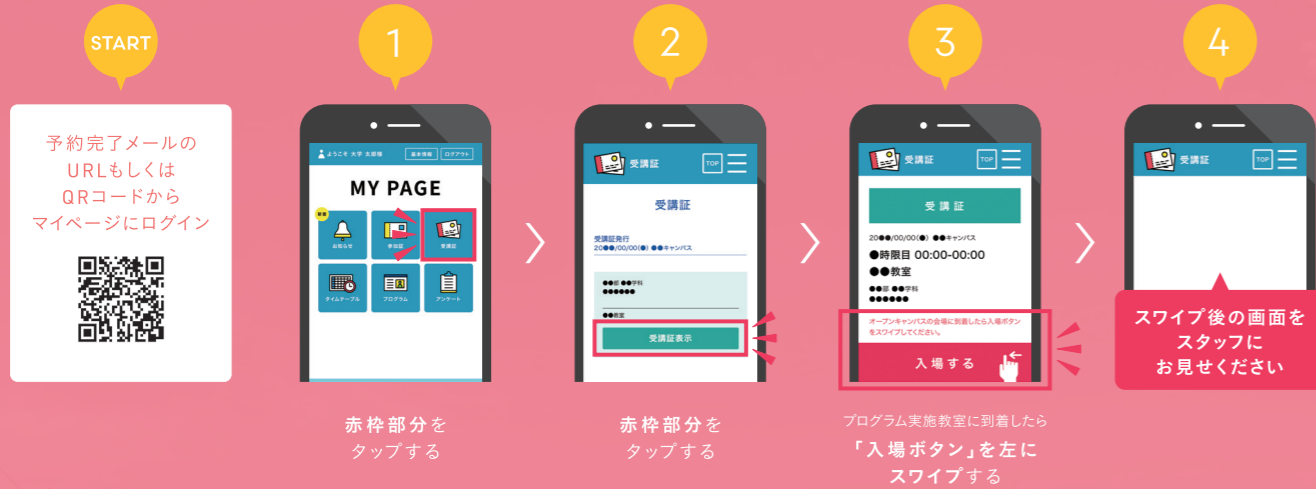 START
予約完了メールの
URLもしくは
QRコードから
マイページにログイン
1
ようこそ 大学 太郎様
基本情報
ログアウト
MY PAGE
新着
お知らせ
参加証
受講証
タイムテーブル
プログラム
アンケート
赤枠部分を
タップする
2
受講証
TOP
受講証
受講証発行
20●●/00/00(●) ●●キャンパス
●●部 ●●学科
●●●●●●
●●教室
受講証表示
赤枠部分を
タップする
3
受講証
TOP
受講証
20●●/00/00(●) ●●キャンパス
●時限目 00:00-00:00
●●教室
●●部 ●●学科
●●●●●●
オープンキャンパスの会場に到着したら入場ボタン
をスワイプしてください。
入場する
プログラム実施教室に到着したら
「入場ボタン」を左に
スワイプする
4
受講証
TOP
スワイプ後の画面を
スタッフに
お見せください